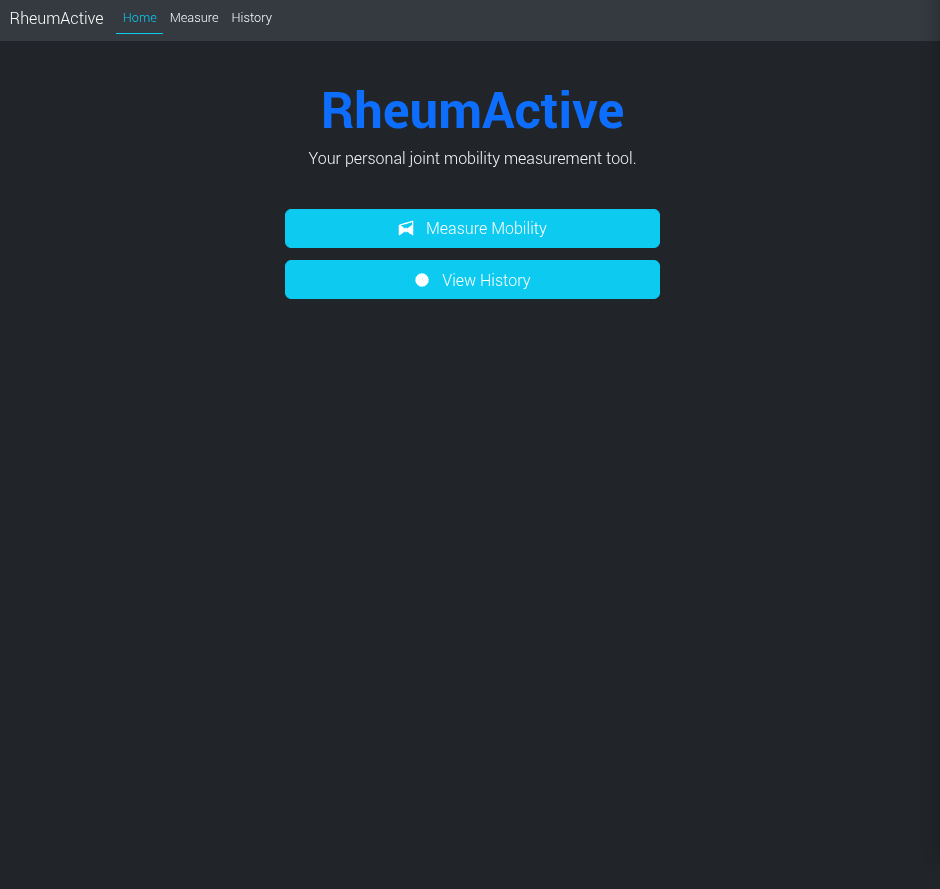 RheumActive Home Measure History
RheumActive
Your personal joint mobility measurement tool.
Measure Mobility
View History